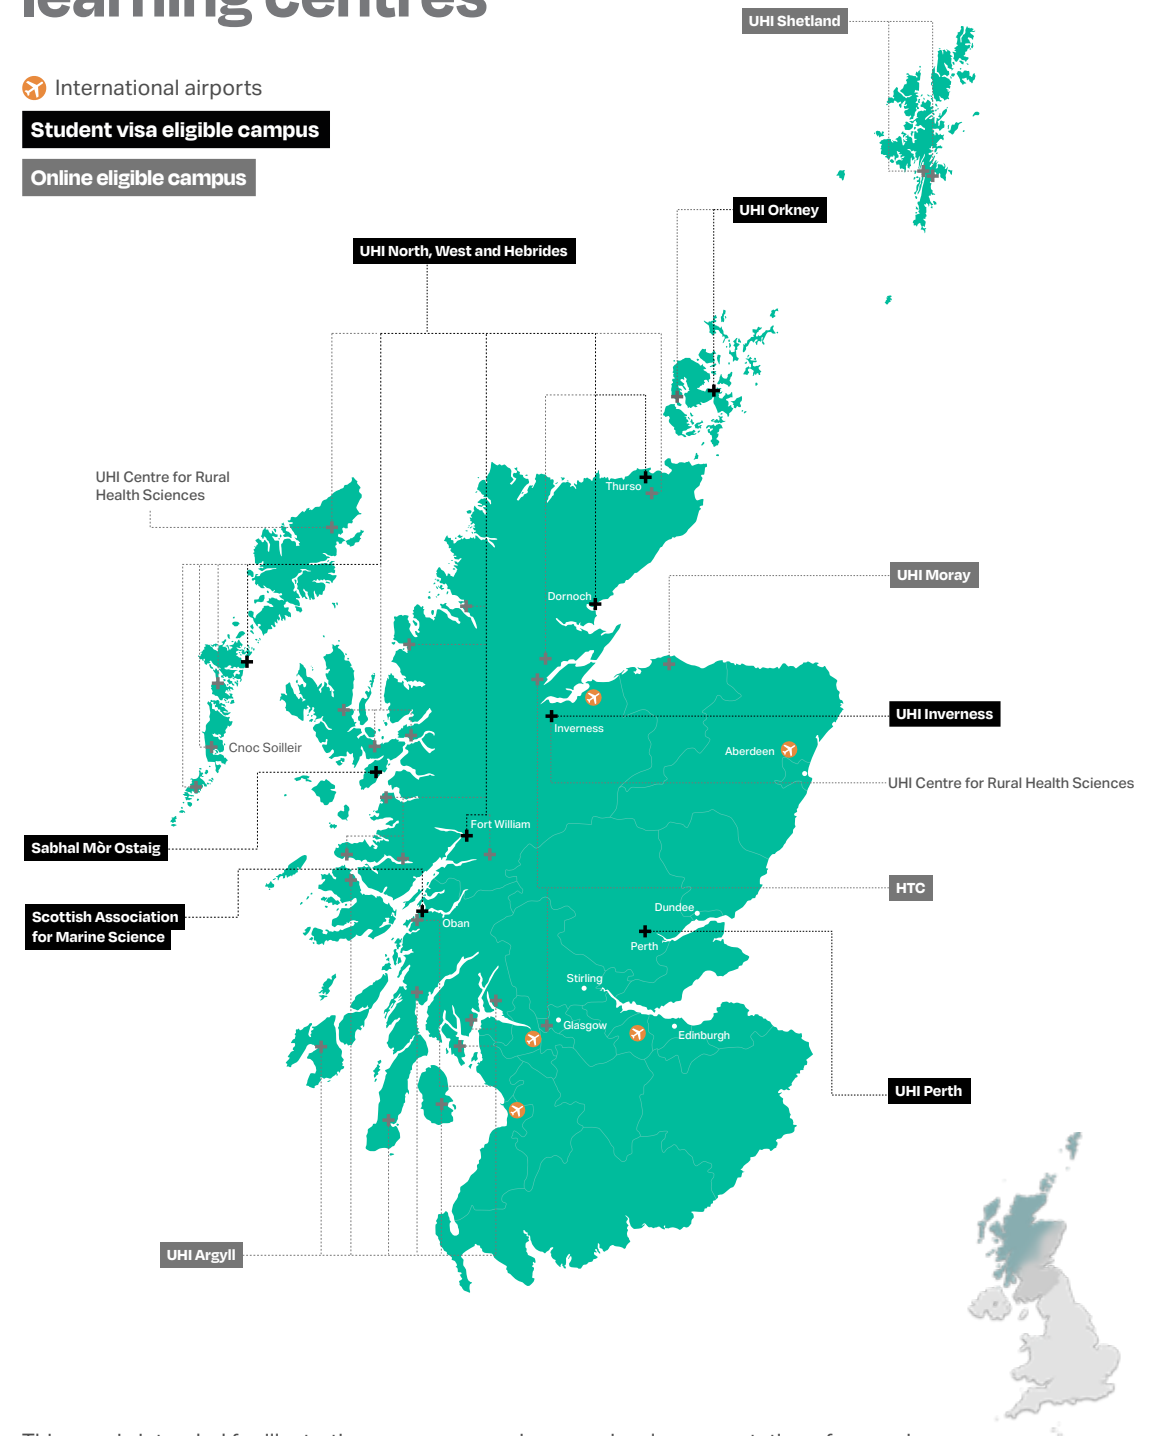 learning centres
UHI Shetland
International airports
Student visa eligible campus
Online eligible campus
UHI Orkney
UHI North, West and Hebrides
UHI Centre for Rural
Health Sciences
Thurso
UHI Moray
Dornoch
UHI Inverness
Inverness
Cnoc Soilleir
Aberdeen
UHI Centre for Rural Health Sciences
Fort William
Sabhal Mòr Ostaig
HTC
Dundee
Scottish Association
for Marine Science
Oban
Perth
Stirling
Glasgow
Edinburgh
UHI Perth
UHI Argyll